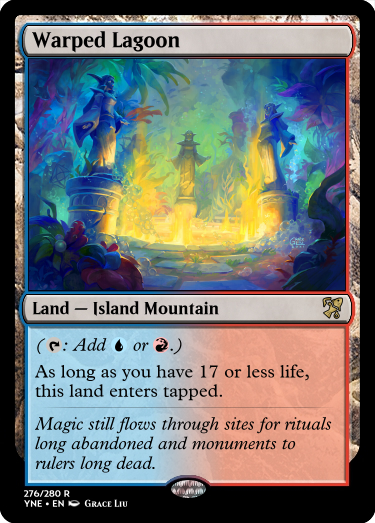 Warped Lagoon
Land — Island Mountain
(: Add or .)
As long as you have 17 or less life,
this land enters tapped.
Magic still flows through sites for rituals
long abandoned and monuments to
rulers long dead.
276/280 R
YNE • EN Grace Liu